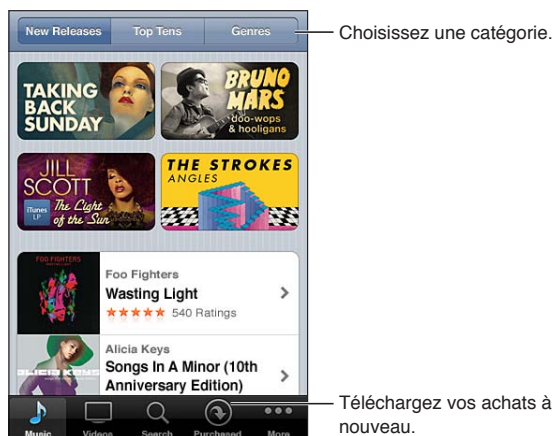 New Releases Top Tens Genres
Choisissez une catégorie.
TAKING
BACK
SUNDAY
BRUNO
MARS
doo-wops
& hooligans
JILL
SCOTT
iTunes
LP
The Light
of the Sun
THE STROKES
ANGLES
FOO FIGHTERS
Foo Fighters
Wasting Light
540 Ratings
ALICIA KEYS
Alicia Keys
Songs In A Minor (10th
Anniversary Edition)
Téléchargez vos achats à
nouveau.
Music Videos Search Purchased More